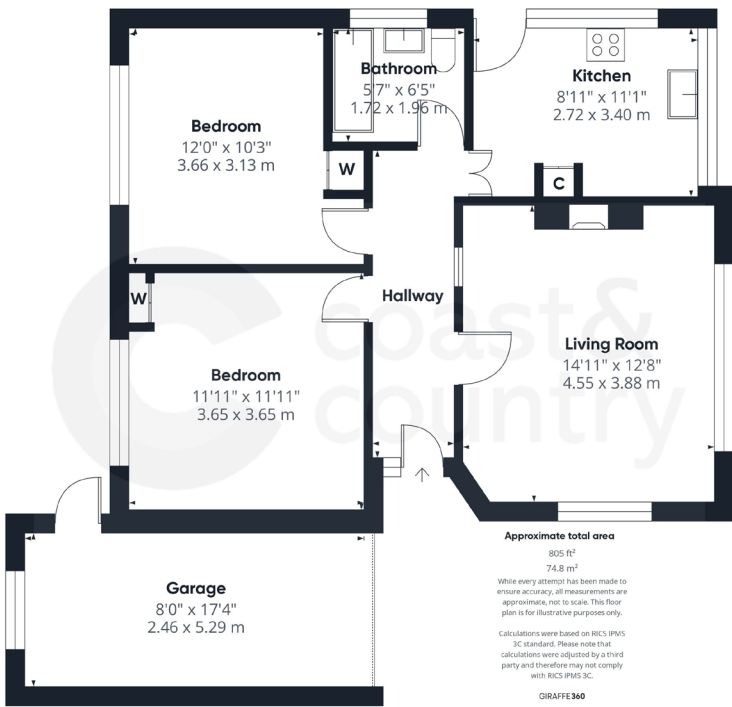 Bathroom
5'7" x 6'5"
1.72 x 1.96 m
Kitchen
8'11" x 11'1"
2.72 x 3.40 m
Bedroom
12'0" x 10'3"
3.66 x 3.13 m
W
C
Hallway
W
Living Room
14'11" x 12'8"
4.55 x 3.88 m
Bedroom
11'11" x 11'11"
3.65 x 3.65 m
coast &
country
Garage
8'0" x 17'4"
2.46 x 5.29 m
Approximate total area
805 ft²
74.8 m²
While every attempt has been made to
ensure accuracy, all measurements are
approximate, not to scale. This floor
plan is for illustrative purposes only.
Calculations were based on RICS IPMS
3C standard. Please note that
calculations were adjusted by a third
party and therefore may not comply
with RICS IPMS 3C.
GIRAFFE360